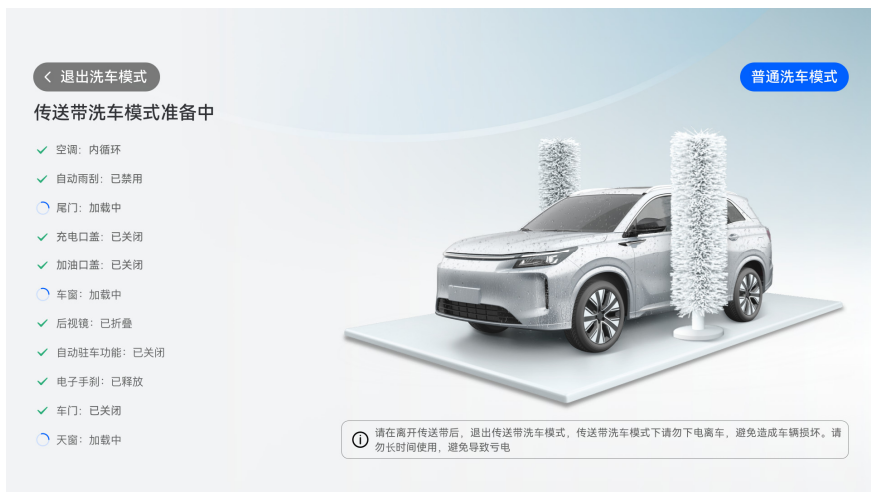 退出洗车模式
普通洗车模式
传送带洗车模式准备中
空调：内循环
自动雨刮：已禁用
尾门：加载中
充电口盖：已关闭
加油口盖：已关闭
车窗：加载中
后视镜：已折叠
自动驻车功能：已关闭
电子手刹：已释放
车门：已关闭
天窗：加载中
请在离开传送带后，退出传送带洗车模式，传送带洗车模式下请勿下电离车，避免造成车辆损坏。请
勿长时间使用，避免导致亏电